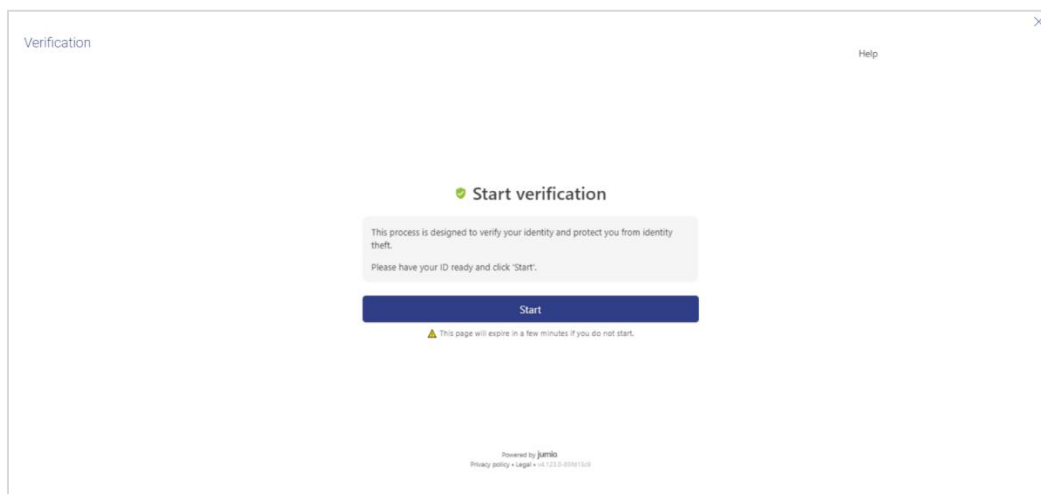 Verification
Help
Start verification
This process is designed to verify your identity and protect you from identity
theft.
Please have your ID ready and click 'Start'.
Start
This page will expire in a few minutes if you do not start.
Powered by jumio
Privacy policy • Legal •